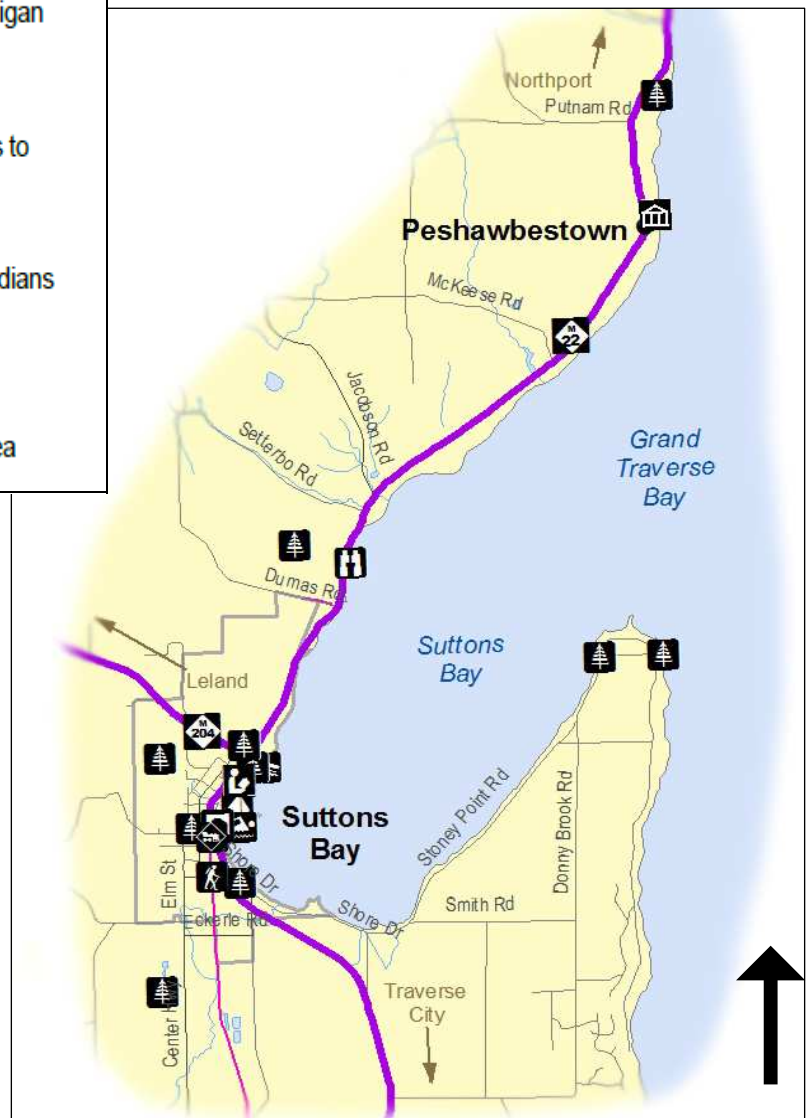 igan
s to
dians
ea
Northport
Putnam Rd
Peshawbestown
McKeese Rd
M
22
Jacobson Rd
Setterbo Rd
Grand
Traverse
Bay
Dumas Rd
Suttons
Bay
Leland
M
204
Suttons
Bay
Stoney Point Rd
Donny Brook Rd
Elm St
Shore Dr
Shore Dr
Smith Rd
Eckerle Rd
Traverse
City
Center Hwy